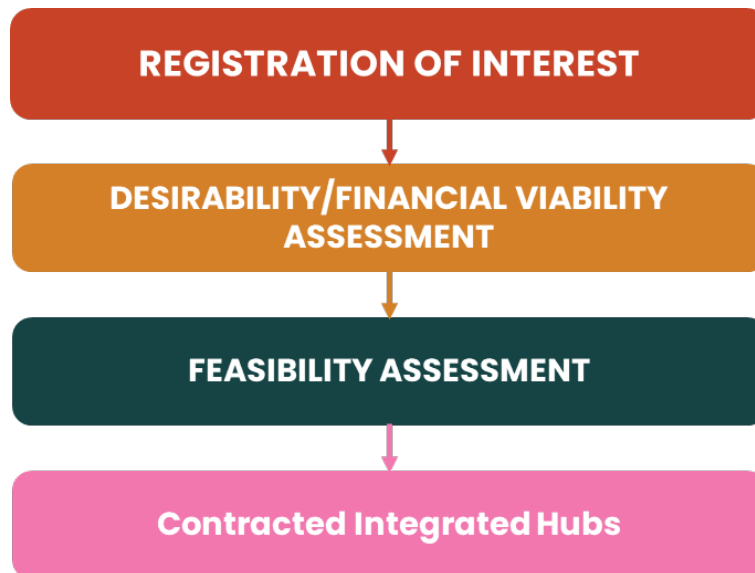 REGISTRATION OF INTEREST
DESIRABILITY/FINANCIAL VIABILITY
ASSESSMENT
FEASIBILITY ASSESSMENT
Contracted Integrated Hubs